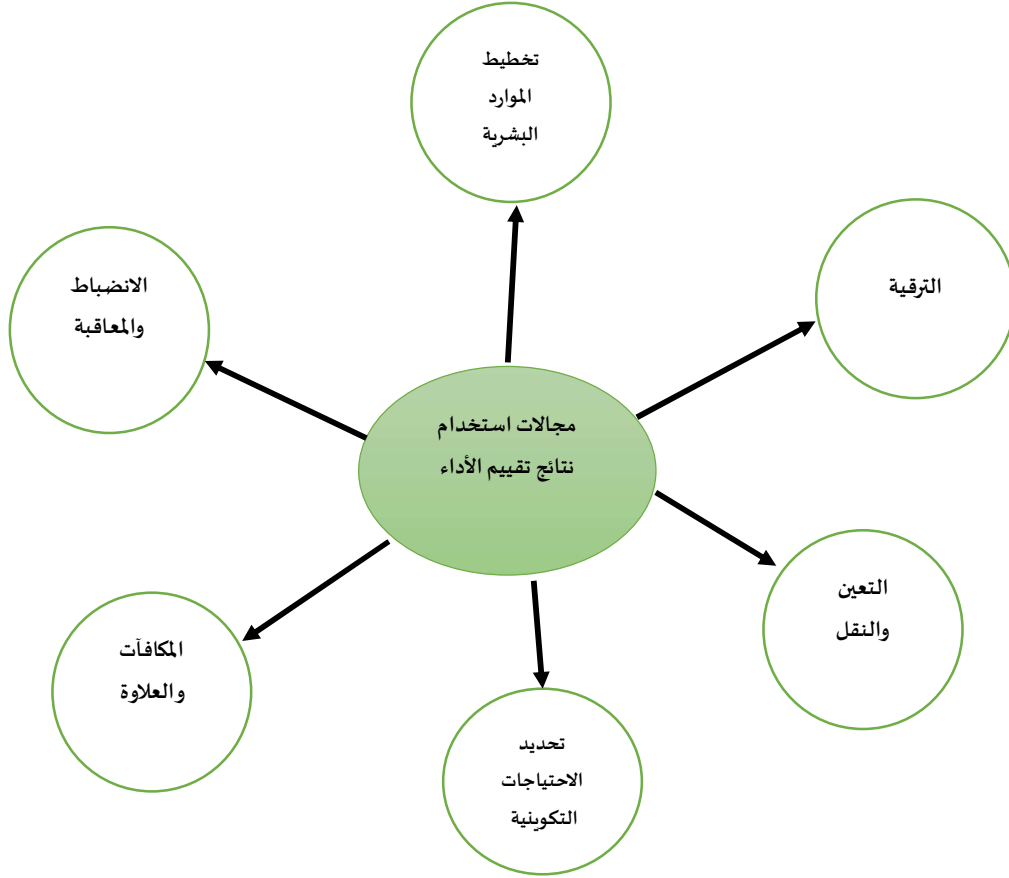 تخطيط
الموارد
البشرية
الترقية
الانضباط
والمعاقبة
مجالات استخدام
نتائج تقييم الأداء
التعين
والنقل
المكافآت
والعلاوة
تحديد
الاحتياجات
التكوينية